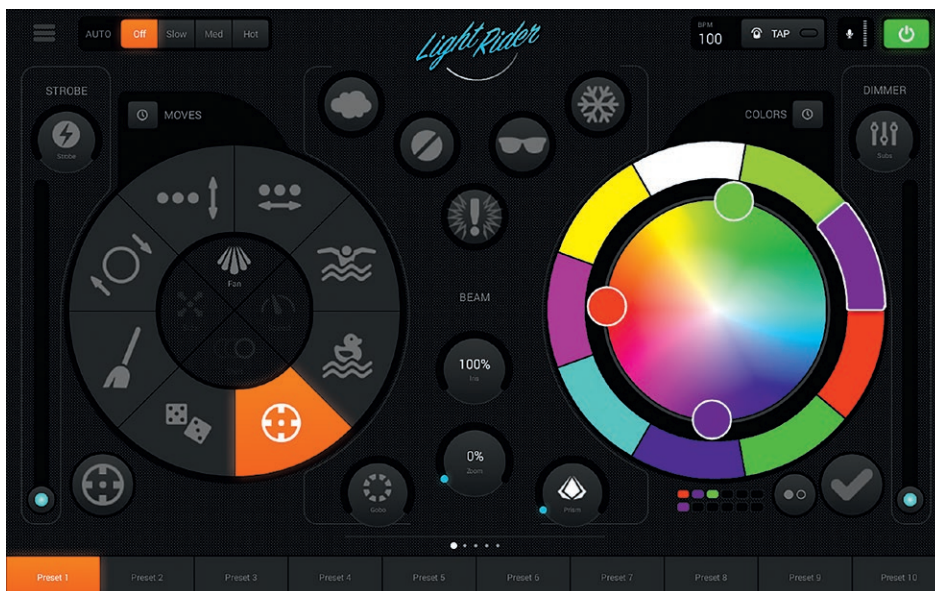 AUTO
Off
Slow
Med
Hot
Light Rider
BPM
100
TAP
STROBE
Strobe
MOVES
COLORS
DIMMER
Subs
Fan
BEAM
100%
Iris
0%
Zoom
Gobo
Prism
Preset 1
Preset 2
Preset 3
Preset 4
Preset 5
Preset 6
Preset 7
Preset 8
Preset 9
Preset 10